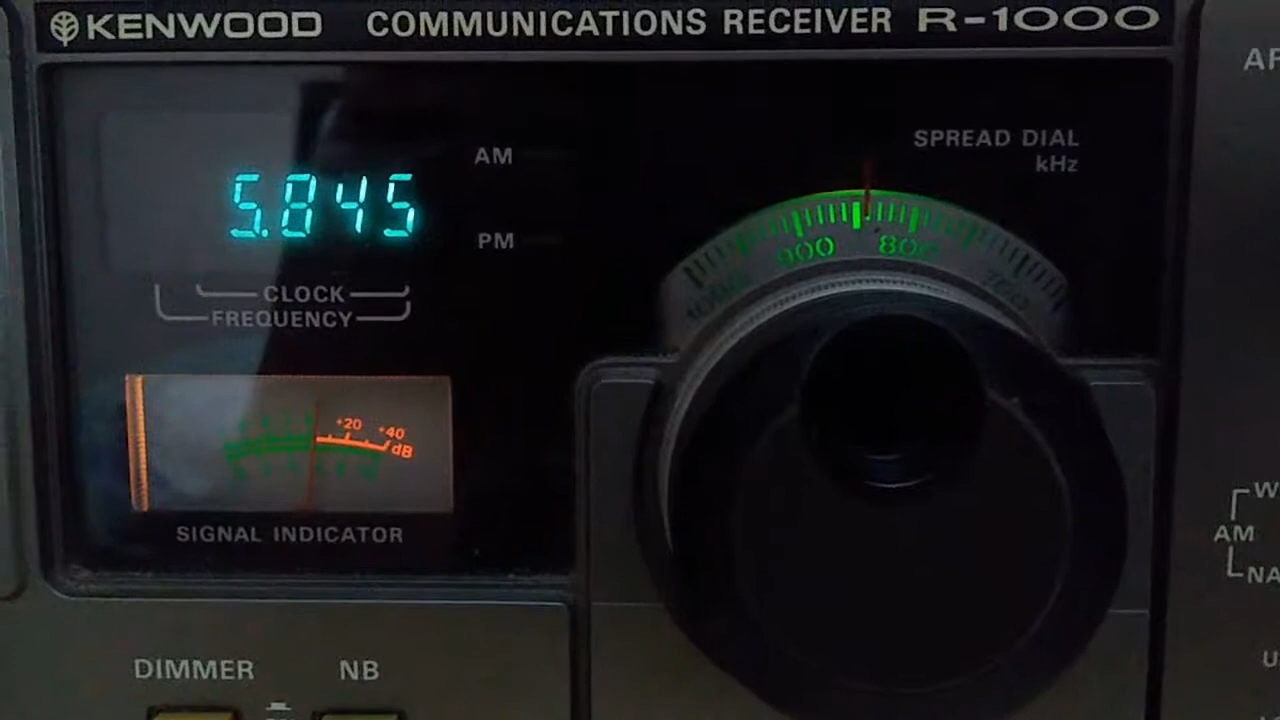 KENWOOD COMMUNICATIONS RECEIVER R-1000
SPREAD DIAL
kHz
AM
5.845
PM
900 800
CLOCK
FREQUENCY
+20 +40
dB
SIGNAL INDICATOR
AM
DIMMER NB